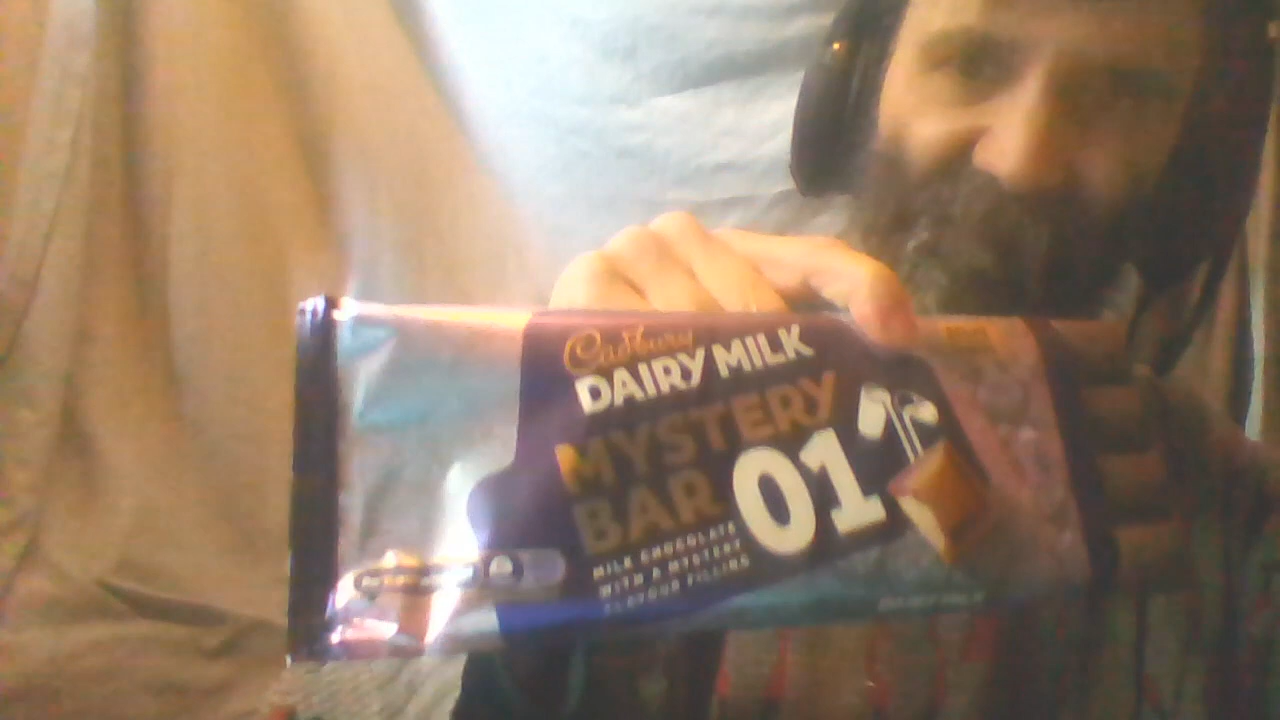 Cadbury
DAIRY MILK
MYSTERY
BAR 01
MILK CHOCOLATE
WITH A MYSTERY
FLAVOUR FILLING